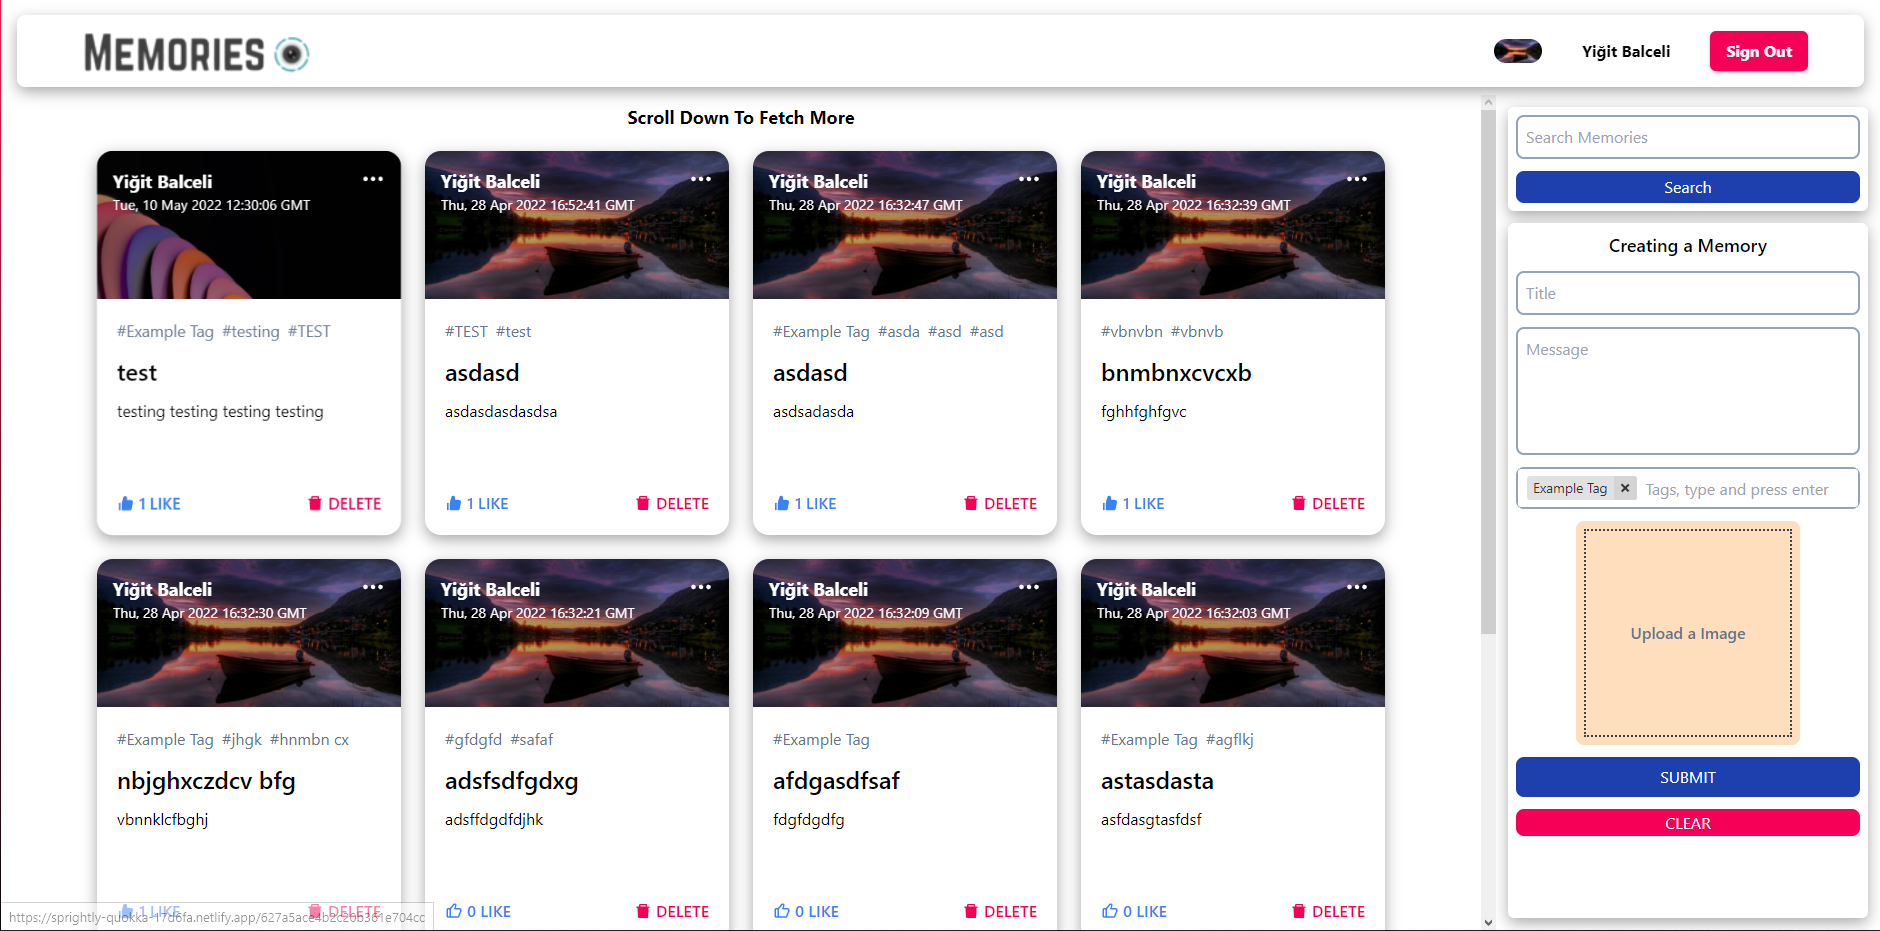 MEMORIES
Yiğit Balceli
Sign Out
Scroll Down To Fetch More
Yiğit Balceli
Tue, 10 May 2022 12:30:06 GMT
#Example Tag #testing #TEST
test
testing testing testing testing
1 LIKE
DELETE
Yiğit Balceli
Thu, 28 Apr 2022 16:52:41 GMT
#TEST #test
asdasd
asdasdasdasdsa
1 LIKE
DELETE
Yiğit Balceli
Thu, 28 Apr 2022 16:32:47 GMT
#Example Tag #asda #asd #asd
asdasd
asdsadasda
1 LIKE
DELETE
Yiğit Balceli
Thu, 28 Apr 2022 16:32:39 GMT
#vbnvbn #vbnvb
bnmbnxcvcxb
fghhfghfgvc
1 LIKE
DELETE
Yiğit Balceli
Thu, 28 Apr 2022 16:32:30 GMT
#Example Tag #jhgk #hnmbn cx
nbjghxczdcv bfg
vbnnklcfbghj
1 LIKE
DELETE
Yiğit Balceli
Thu, 28 Apr 2022 16:32:21 GMT
#gfdgfd #safaf
adsfsdfgdxg
adsffdgdfdjhk
0 LIKE
DELETE
Yiğit Balceli
Thu, 28 Apr 2022 16:32:09 GMT
#Example Tag
afdgasdfsaf
fdgfdgdfg
0 LIKE
DELETE
Yiğit Balceli
Thu, 28 Apr 2022 16:32:03 GMT
#Example Tag #agflkj
astasdasta
asfdasgtasfdsf
0 LIKE
DELETE
Search Memories
Search
Creating a Memory
Title
Message
Example Tag × Tags, type and press enter
Upload a Image
SUBMIT
CLEAR